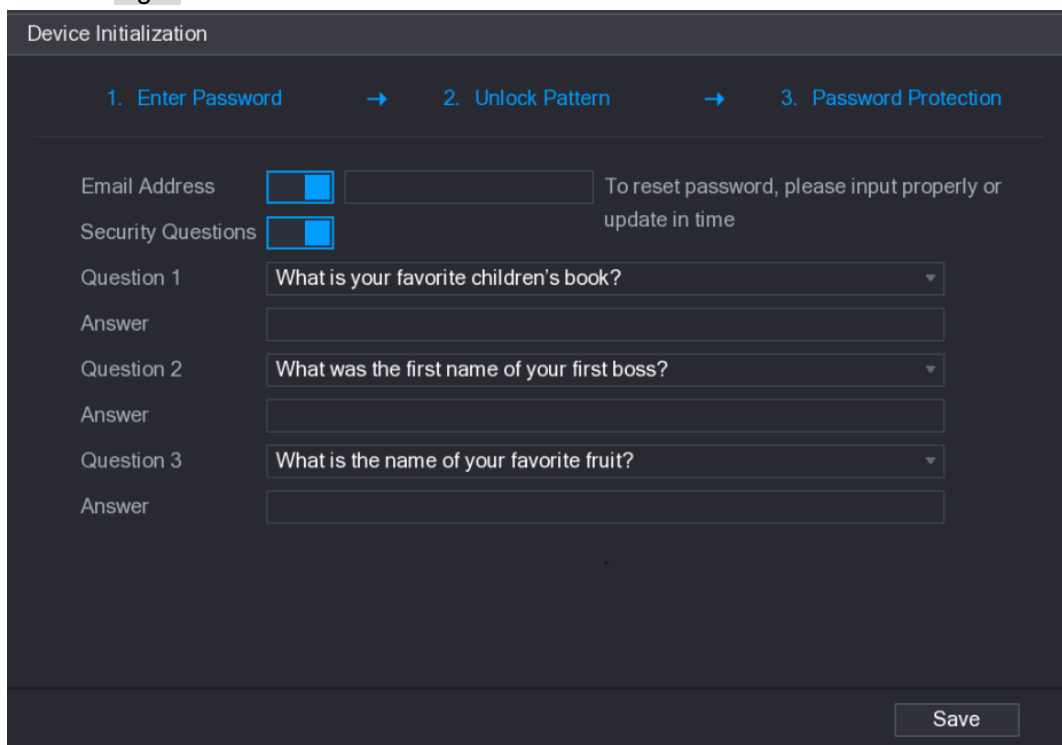 Device Initialization
1. Enter Password → 2. Unlock Pattern → 3. Password Protection
Email Address To reset password, please input properly or
update in time
Security Questions
Question 1 What is your favorite children’s book?
Answer
Question 2 What was the first name of your first boss?
Answer
Question 3 What is the name of your favorite fruit?
Answer
Save